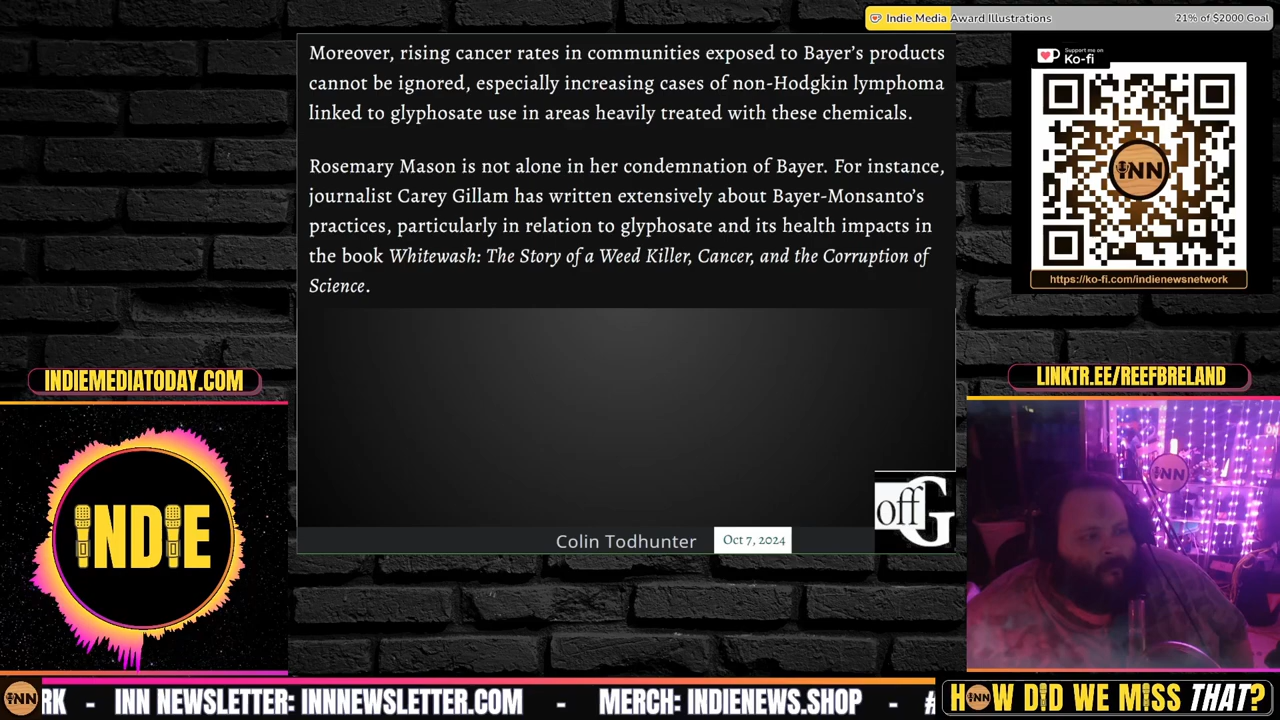 Indie Media Award Illustrations
21% of $2000 Goal
Moreover, rising cancer rates in communities exposed to Bayer’s products
cannot be ignored, especially increasing cases of non-Hodgkin lymphoma
linked to glyphosate use in areas heavily treated with these chemicals.
Rosemary Mason is not alone in her condemnation of Bayer. For instance,
journalist Carey Gillam has written extensively about Bayer-Monsanto’s
practices, particularly in relation to glyphosate and its health impacts in
the book Whitewash: The Story of a Weed Killer, Cancer, and the Corruption of
Science.
Colin Todhunter
Oct 7, 2024
offG
Support me on
Ko-fi
INN
https://ko-fi.com/indienewsnetwork
INDIEMEDIATODAY.COM
INDIE
LINKTR.EE/REEFBRELAND
INN
INN
RK - INN NEWSLETTER: INNNEWSLETTER.COM - MERCH: INDIENEWS.SHOP - #
HOW DID WE MISS THAT?